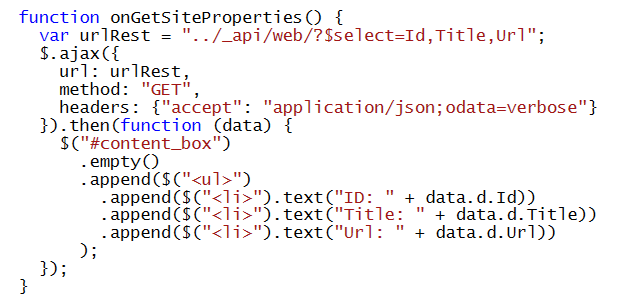 function onGetSiteProperties() {
  var urlRest = "../_api/web/?$select=Id,Title,Url";
  $.ajax({
    url: urlRest,
    method: "GET",
    headers: {"accept": "application/json;odata=verbose"}
  }).then(function (data) {
    $("#content_box")
      .empty()
      .append($("<ul>")
        .append($("<li>").text("ID: " + data.d.Id))
        .append($("<li>").text("Title: " + data.d.Title))
        .append($("<li>").text("Url: " + data.d.Url))
      );
  });
}